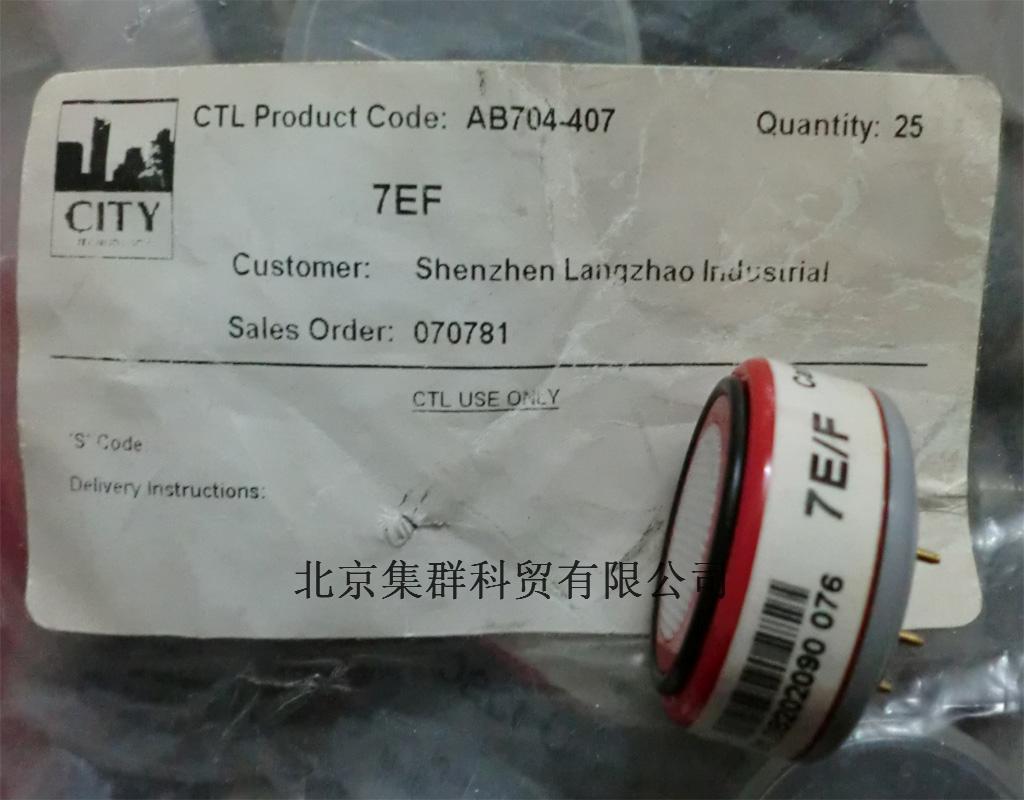 CTL Product Code: AB704-407
Quantity: 25
CITY
7EF
Customer: Shenzhen Langzhao Industrial
Sales Order: 070781
CTL USE ONLY
'S' Code
Delivery Instructions:
7E/F
090 076
北京集群科贸有限公司